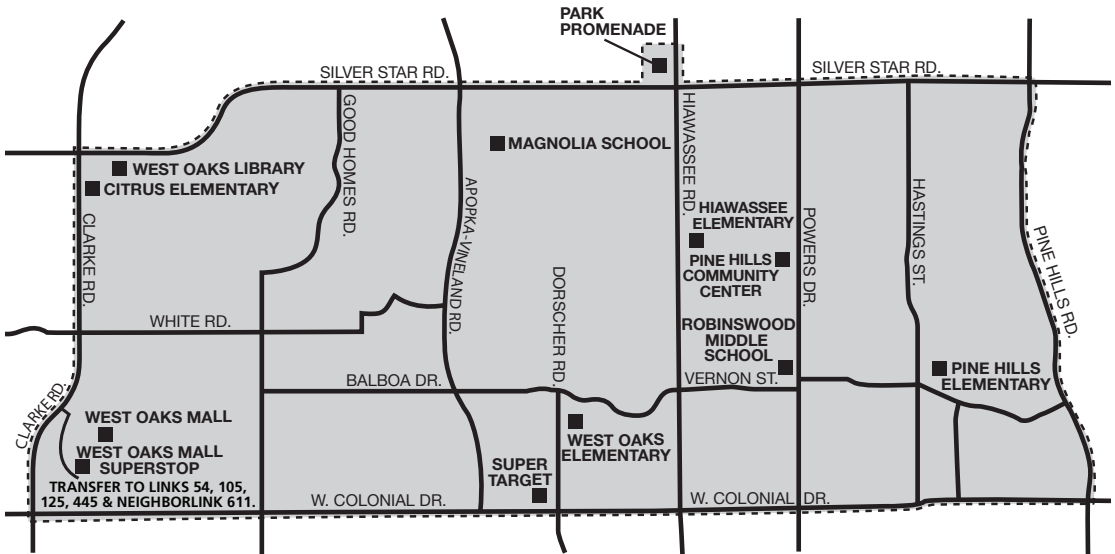 PARK
PROMENADE
SILVER STAR RD.
SILVER STAR RD.
GOOD HOMES RD.
HIAWASSEE RD.
MAGNOLIA SCHOOL
WEST OAKS LIBRARY
CITRUS ELEMENTARY
CLARKE RD.
APOPKA-VINELAND RD.
HIAWASSEE
ELEMENTARY
POWERS DR.
HASTINGS ST.
PINE HILLS RD.
PINE HILLS
COMMUNITY
CENTER
DORSCHER RD.
WHITE RD.
ROBINSWOOD
MIDDLE
SCHOOL
BALBOA DR.
VERNON ST.
PINE HILLS
ELEMENTARY
CLARKE RD.
WEST OAKS MALL
WEST OAKS
ELEMENTARY
WEST OAKS MALL
SUPERSTOP
SUPER
TARGET
TRANSFER TO LINKS 54, 105,
125, 445 & NEIGHBORLINK 611.
W. COLONIAL DR.
W. COLONIAL DR.